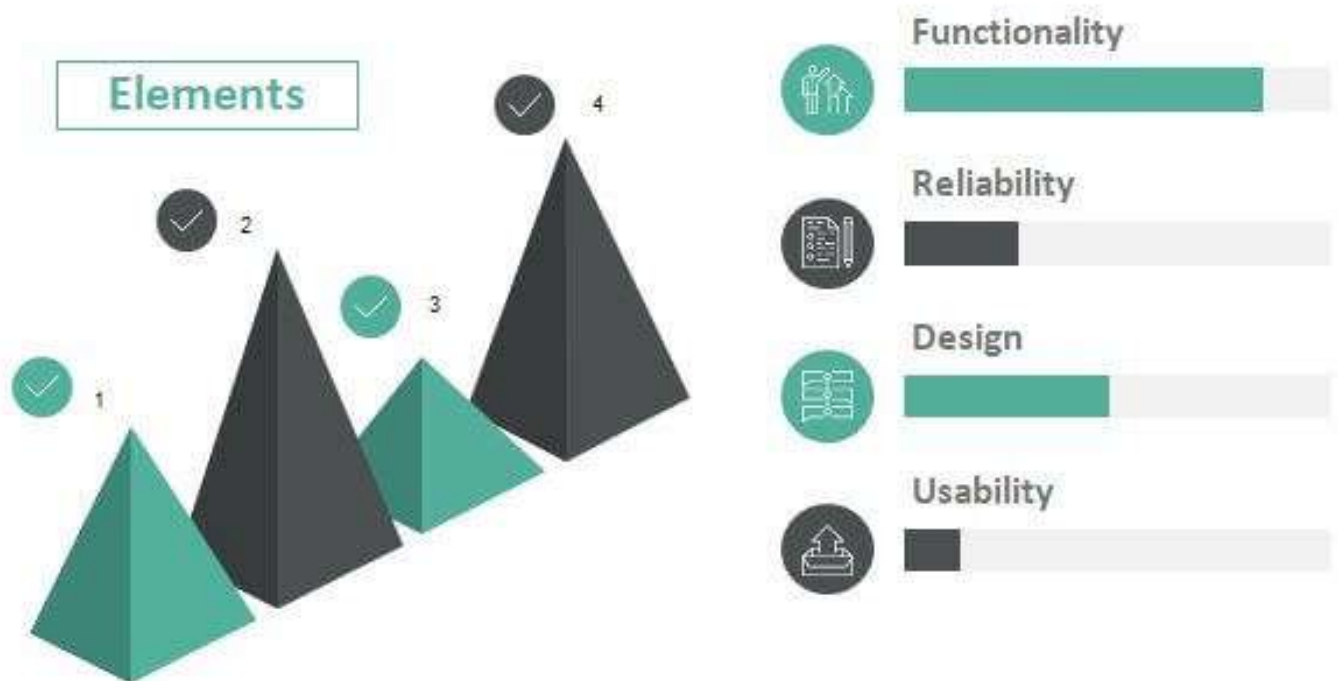 Elements
1
2
3
4
Functionality
Reliability
Design
Usability